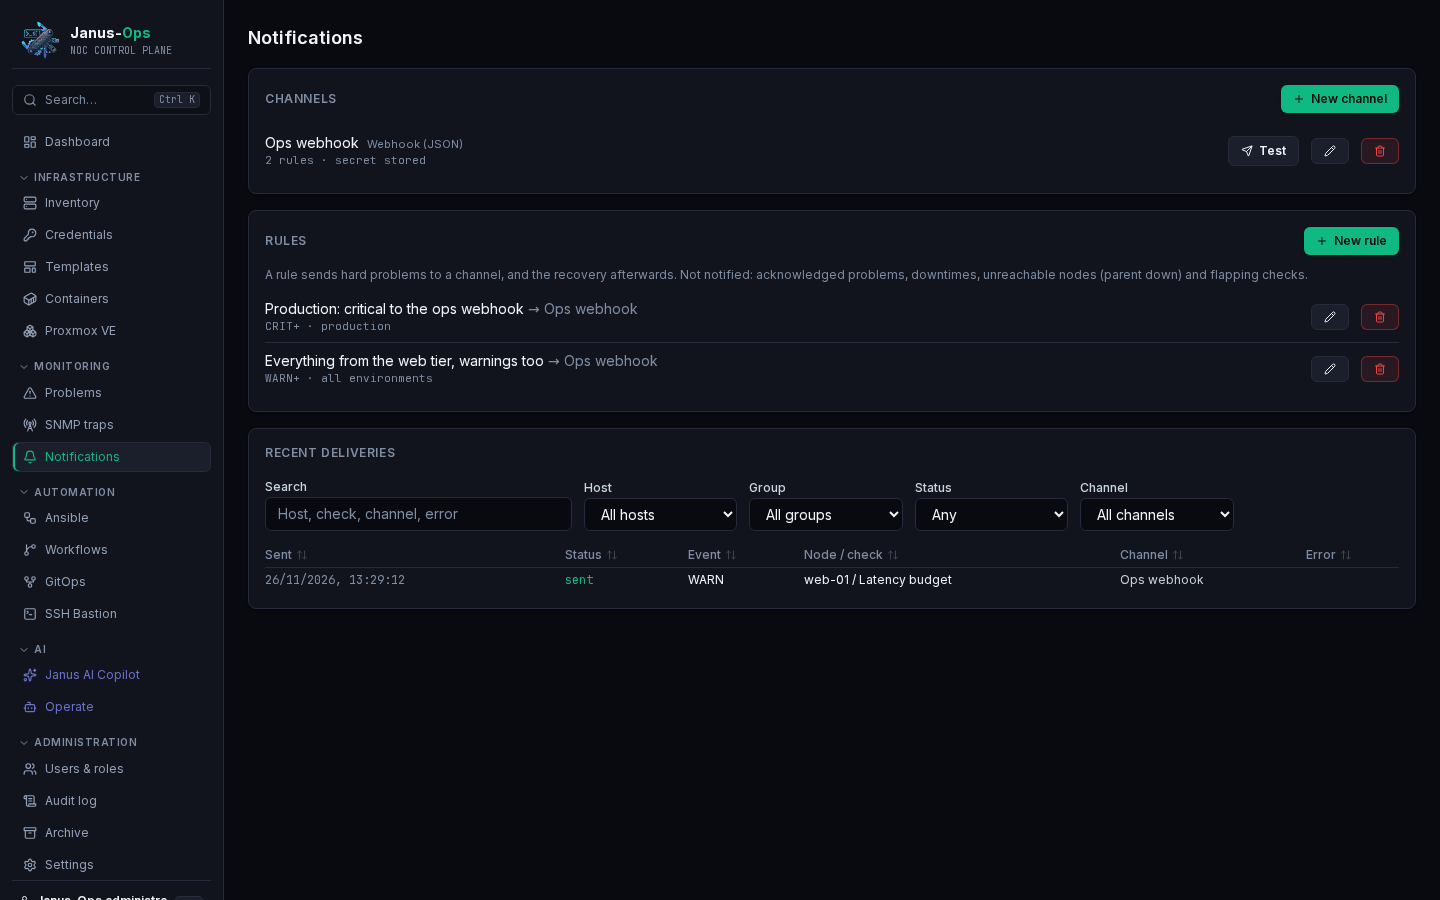 Janus-Ops
NOC CONTROL PLANE
Search…
Ctrl K
Dashboard
INFRASTRUCTURE
Inventory
Credentials
Templates
Containers
Proxmox VE
MONITORING
Problems
SNMP traps
Notifications
AUTOMATION
Ansible
Workflows
GitOps
SSH Bastion
AI
Janus AI Copilot
Operate
ADMINISTRATION
Users & roles
Audit log
Archive
Settings
Janus-Ops administra
Notifications
CHANNELS
New channel
Ops webhook Webhook (JSON)
2 rules · secret stored
Test
RULES
New rule
A rule sends hard problems to a channel, and the recovery afterwards. Not notified: acknowledged problems, downtimes, unreachable nodes (parent down) and flapping checks.
Production: critical to the ops webhook → Ops webhook
CRIT+ · production
Everything from the web tier, warnings too → Ops webhook
WARN+ · all environments
RECENT DELIVERIES
Search Host Group Status Channel
Host, check, channel, error All hosts All groups Any All channels
Sent Status Event Node / check Channel Error
26/11/2026, 13:29:12 sent WARN web-01 / Latency budget Ops webhook